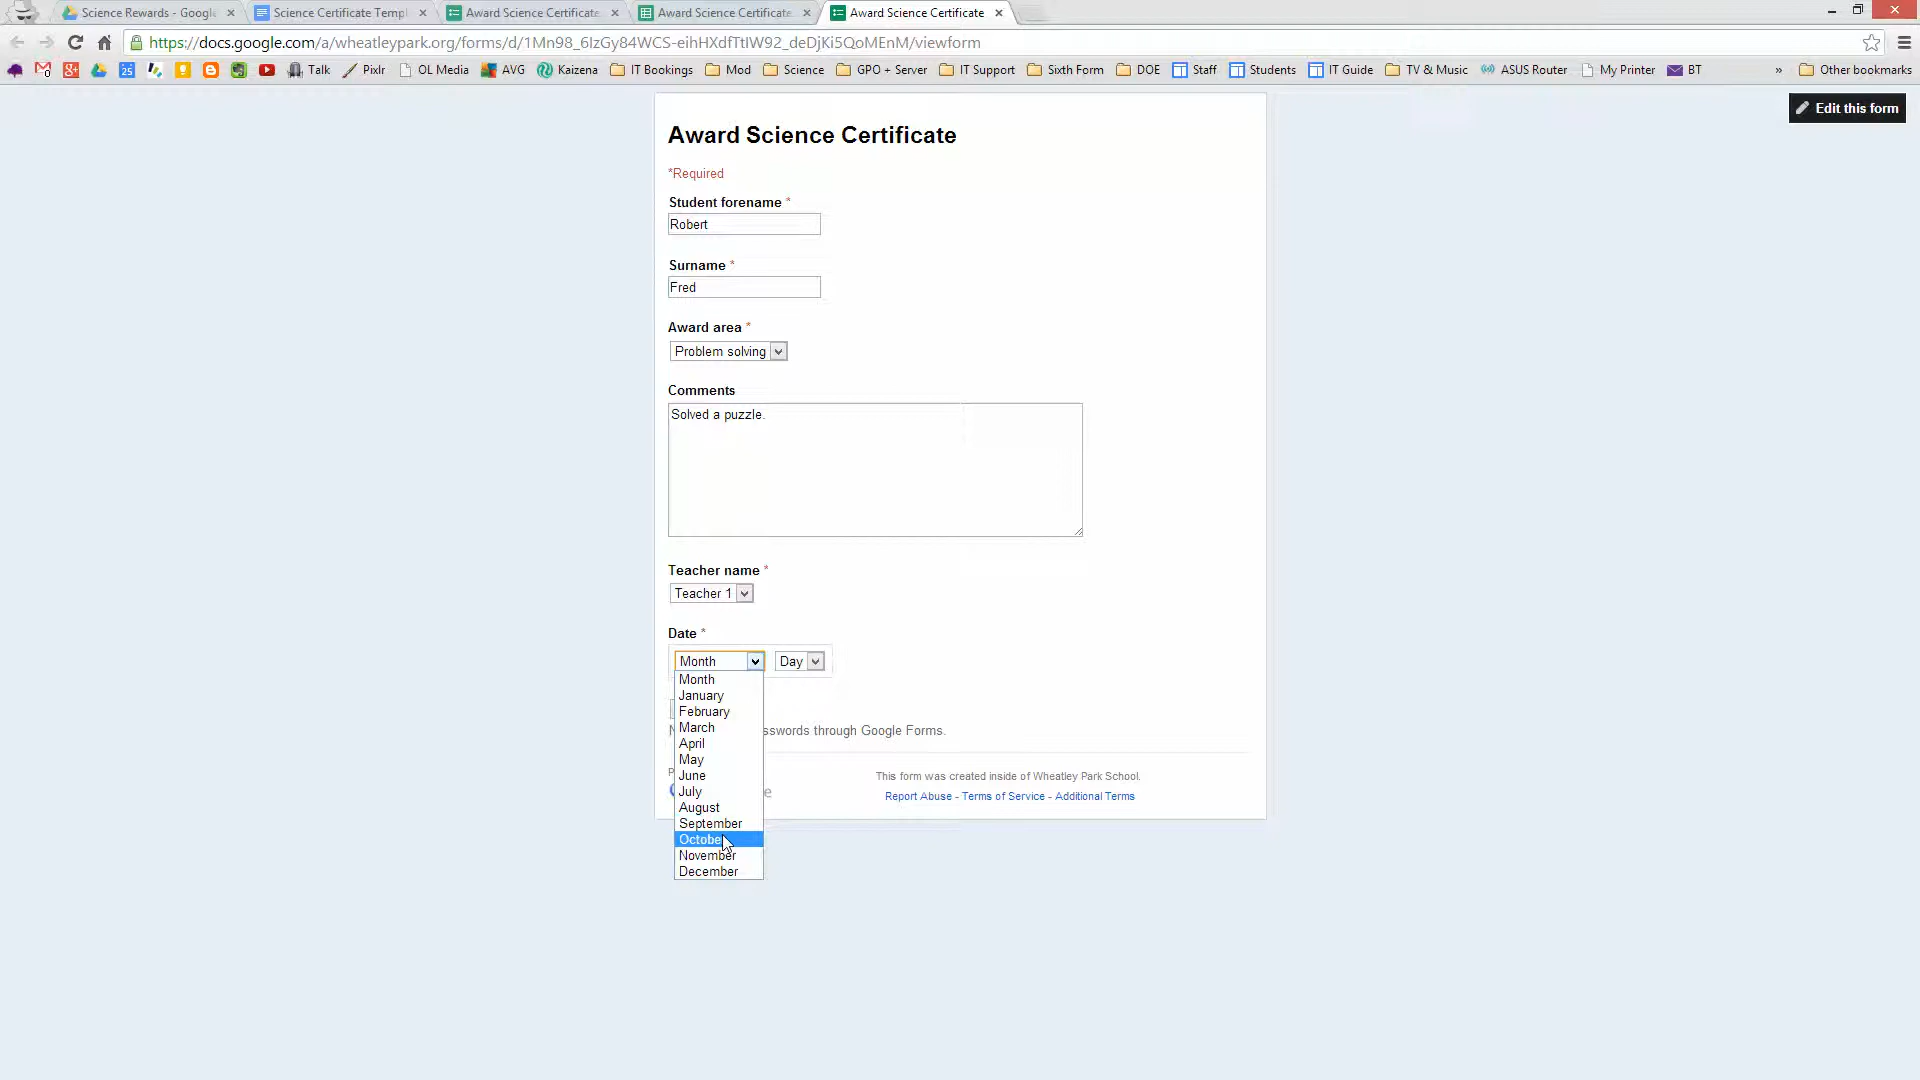 Science Rewards - Google
Science Certificate Templ
Award Science Certificate
Award Science Certificate
Award Science Certificate
https://docs.google.com/a/wheatleypark.org/forms/d/1Mn98_6IzGy84WCS-eihHXdfTtIW92_deDjKi5QoMEnM/viewform
25 Talk Pixlr OL Media AVG Kaizena IT Bookings Mod Science GPO + Server IT Support Sixth Form DOE Staff Students IT Guide TV & Music ASUS Router My Printer BT » Other bookmarks
Edit this form
Award Science Certificate
*Required
Student forename *
Robert
Surname *
Fred
Award area *
Problem solving
Comments
Solved a puzzle.
Teacher name *
Teacher 1
Date *
Month Day
Month
January
February
March
swords through Google Forms.
April
May
June
This form was created inside of Wheatley Park School.
July
Report Abuse - Terms of Service - Additional Terms
August
September
October
November
December